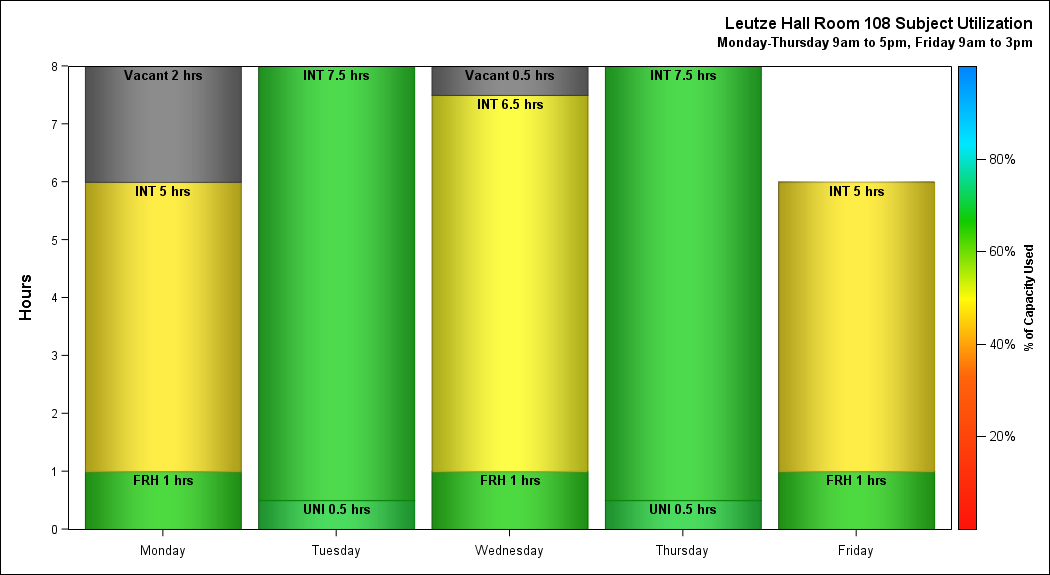 Leutze Hall Room 108 Subject Utilization
Monday-Thursday 9am to 5pm, Friday 9am to 3pm
Hours
8
7
6
5
4
3
2
1
0
Vacant 2 hrs
INT 5 hrs
FRH 1 hrs
INT 7.5 hrs
UNI 0.5 hrs
Vacant 0.5 hrs
INT 6.5 hrs
FRH 1 hrs
INT 7.5 hrs
UNI 0.5 hrs
INT 5 hrs
FRH 1 hrs
Monday
Tuesday
Wednesday
Thursday
Friday
80%
60%
40%
20%
% of Capacity Used